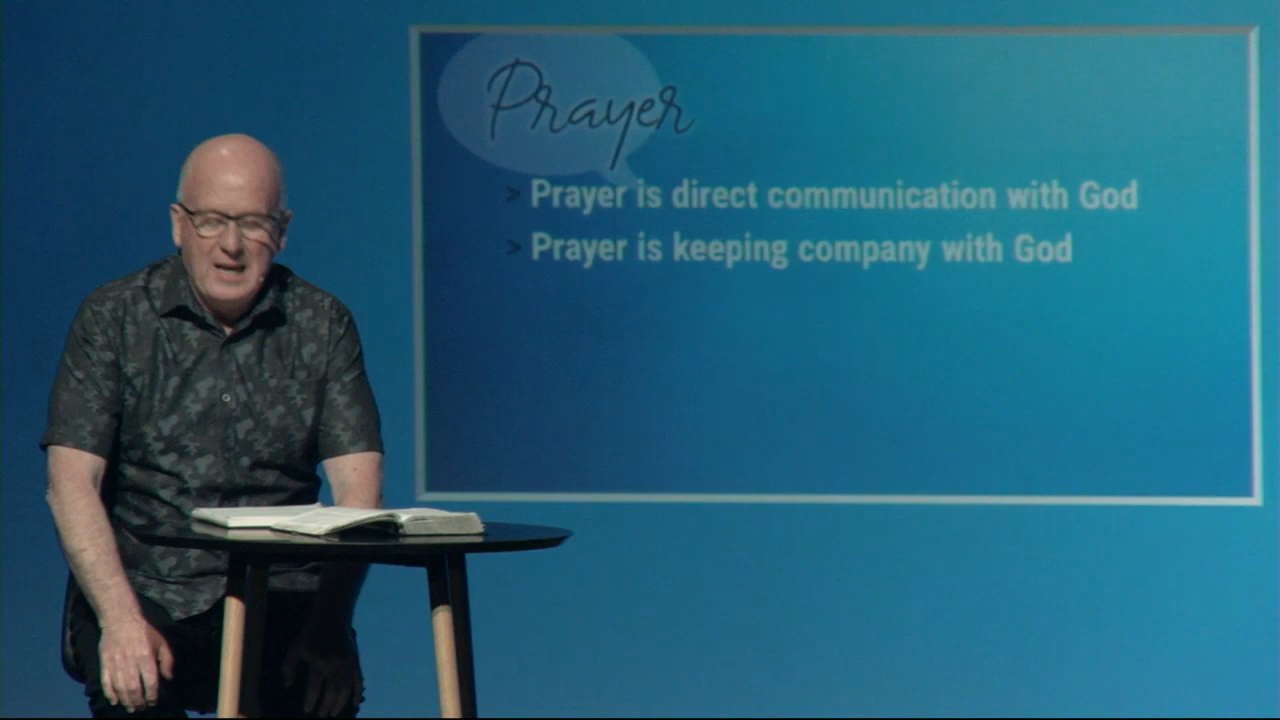 Prayer
> Prayer is direct communication with God
> Prayer is keeping company with God